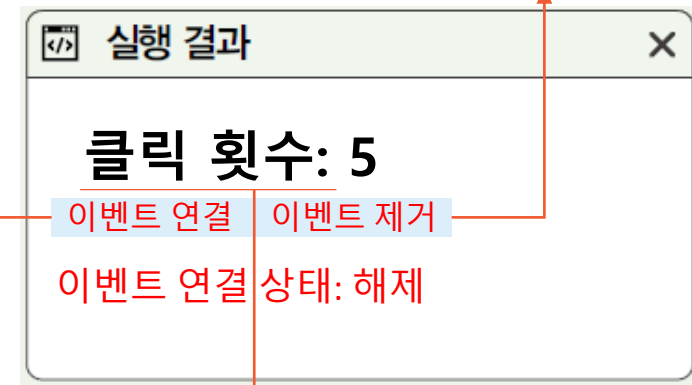 </> 실행 결과 ×
클릭 횟수: 5
이벤트 연결 이벤트 제거
이벤트 연결 상태: 해제